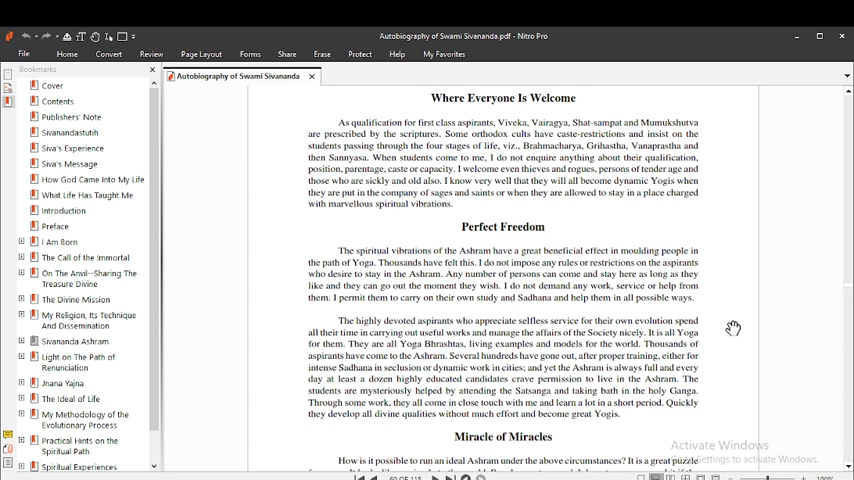 Autobiography of Swami Sivananda.pdf - Nitro Pro
File Home Convert Review Page Layout Forms Share Erase Protect Help My Favorites
Bookmarks
Autobiography of Swami Sivananda
Cover
Contents
Publishers' Note
Sivanandastuti
Siva's Experience
Siva's Message
How God Came Into My Life
What Life Has Taught Me
Introduction
Preface
I Am Born
The Call of the Immortal
On The Anvil--Sharing The
Treasure Divine
The Divine Mission
My Religion, Its Technique
And Dissemination
Sivananda Ashram
Light on The Path of
Renunciation
Jnana Yajna
The Ideal of Life
My Methodology of the
Evolutionary Process
Practical Hints on the
Spiritual Path
Spiritual Experiences
Where Everyone Is Welcome
As qualification for first class aspirants, Viveka, Vairagya, Shat-sampat and Mumukshutva
are prescribed by the scriptures. Some orthodox cults have caste-restrictions and insist on the
students passing through the four stages of life, viz., Brahmacharya, Grihastha, Vanaprastha and
then Sannyasa. When students come to me, I do not enquire anything about their qualification,
position, parentage, caste or capacity. I welcome even thieves and rogues, persons of tender age and
those who are sickly and old also. I know very well that they will all become dynamic Yogis when
they are put in the company of sages and saints or when they are allowed to stay in a place charged
with marvellous spiritual vibrations.
Perfect Freedom
The spiritual vibrations of the Ashram have a great beneficial effect in moulding people in
the path of Yoga. Thousands have felt this. I do not impose any rules or restrictions on the aspirants
who desire to stay in the Ashram. Any number of persons can come and stay here as long as they
like and they can go out the moment they wish. I do not demand any work, service or help from
them. I permit them to carry on their own study and Sadhana and help them in all possible ways.
The highly devoted aspirants who appreciate selfless service for their own evolution spend
all their time in carrying out useful works and manage the affairs of the Society nicely. It is all Yoga
for them. They are all Yoga Bhrashtas, living examples and models for the world. Thousands of
aspirants have come to the Ashram. Several hundreds have gone out, after proper training, either for
intense Sadhana in seclusion or dynamic work in cities; and yet the Ashram is always full and every
day at least a dozen highly educated candidates crave permission to live in the Ashram. The
students are mysteriously helped by attending the Satsanga and taking bath in the holy Ganga.
Through some work, they all come in close touch with me and learn a lot in a short period. Quickly
they develop all divine qualities without much effort and become great Yogis.
Miracle of Miracles
How is it possible to run an ideal Ashram under the above circumstances? It is a great puzzle
Activate Windows
Go to Settings to activate Windows.
60 OF 115
100%